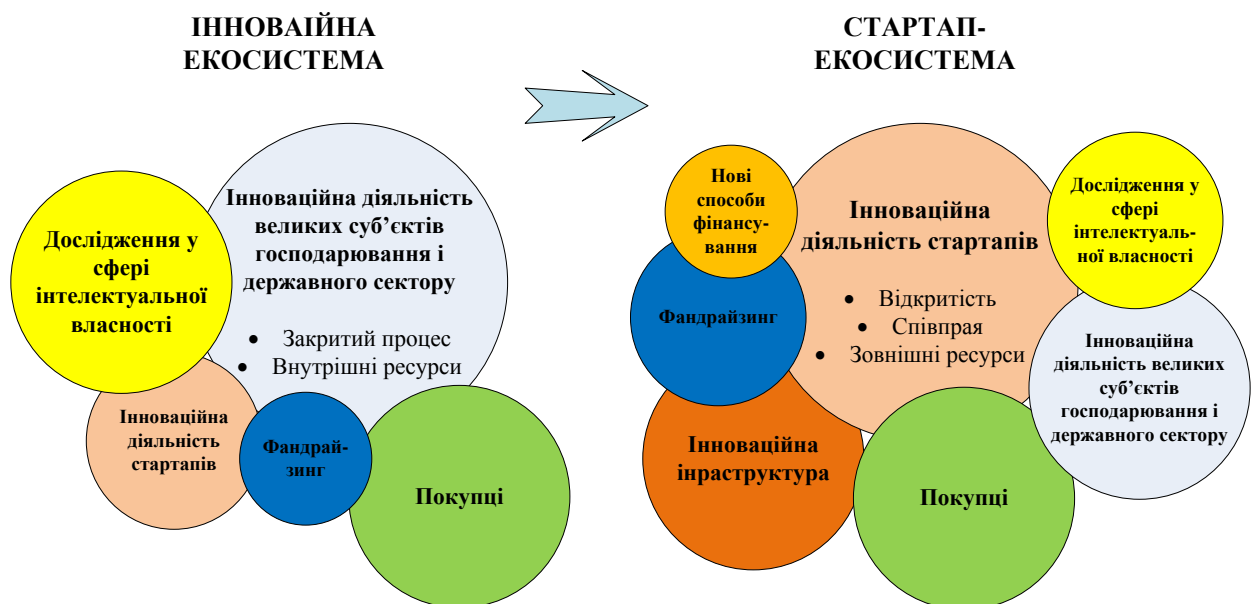 ІННОВАІЙНА
ЕКОСИСТЕМА
СТАРТАП-
ЕКОСИСТЕМА
Інноваційна діяльність
великих суб’єктів
господарювання і
державного сектору
• Закритий процес
• Внутрішні ресурси
Дослідження у
сфері
інтелектуальної
власності
Інноваційна
діяльність
стартапів
Фандрай-
зинг
Покупці
Нові
способи
фінансу-
вання
Інноваційна
діяльність стартапів
• Відкритість
• Співпрая
• Зовнішні ресурси
Дослідження у
сфері
інтелектуаль-
ної власності
Фандрайзинг
Інноваційна
діяльність великих
суб’єктів
господарювання і
державного сектору
Інноваційна
інраструктура
Покупці